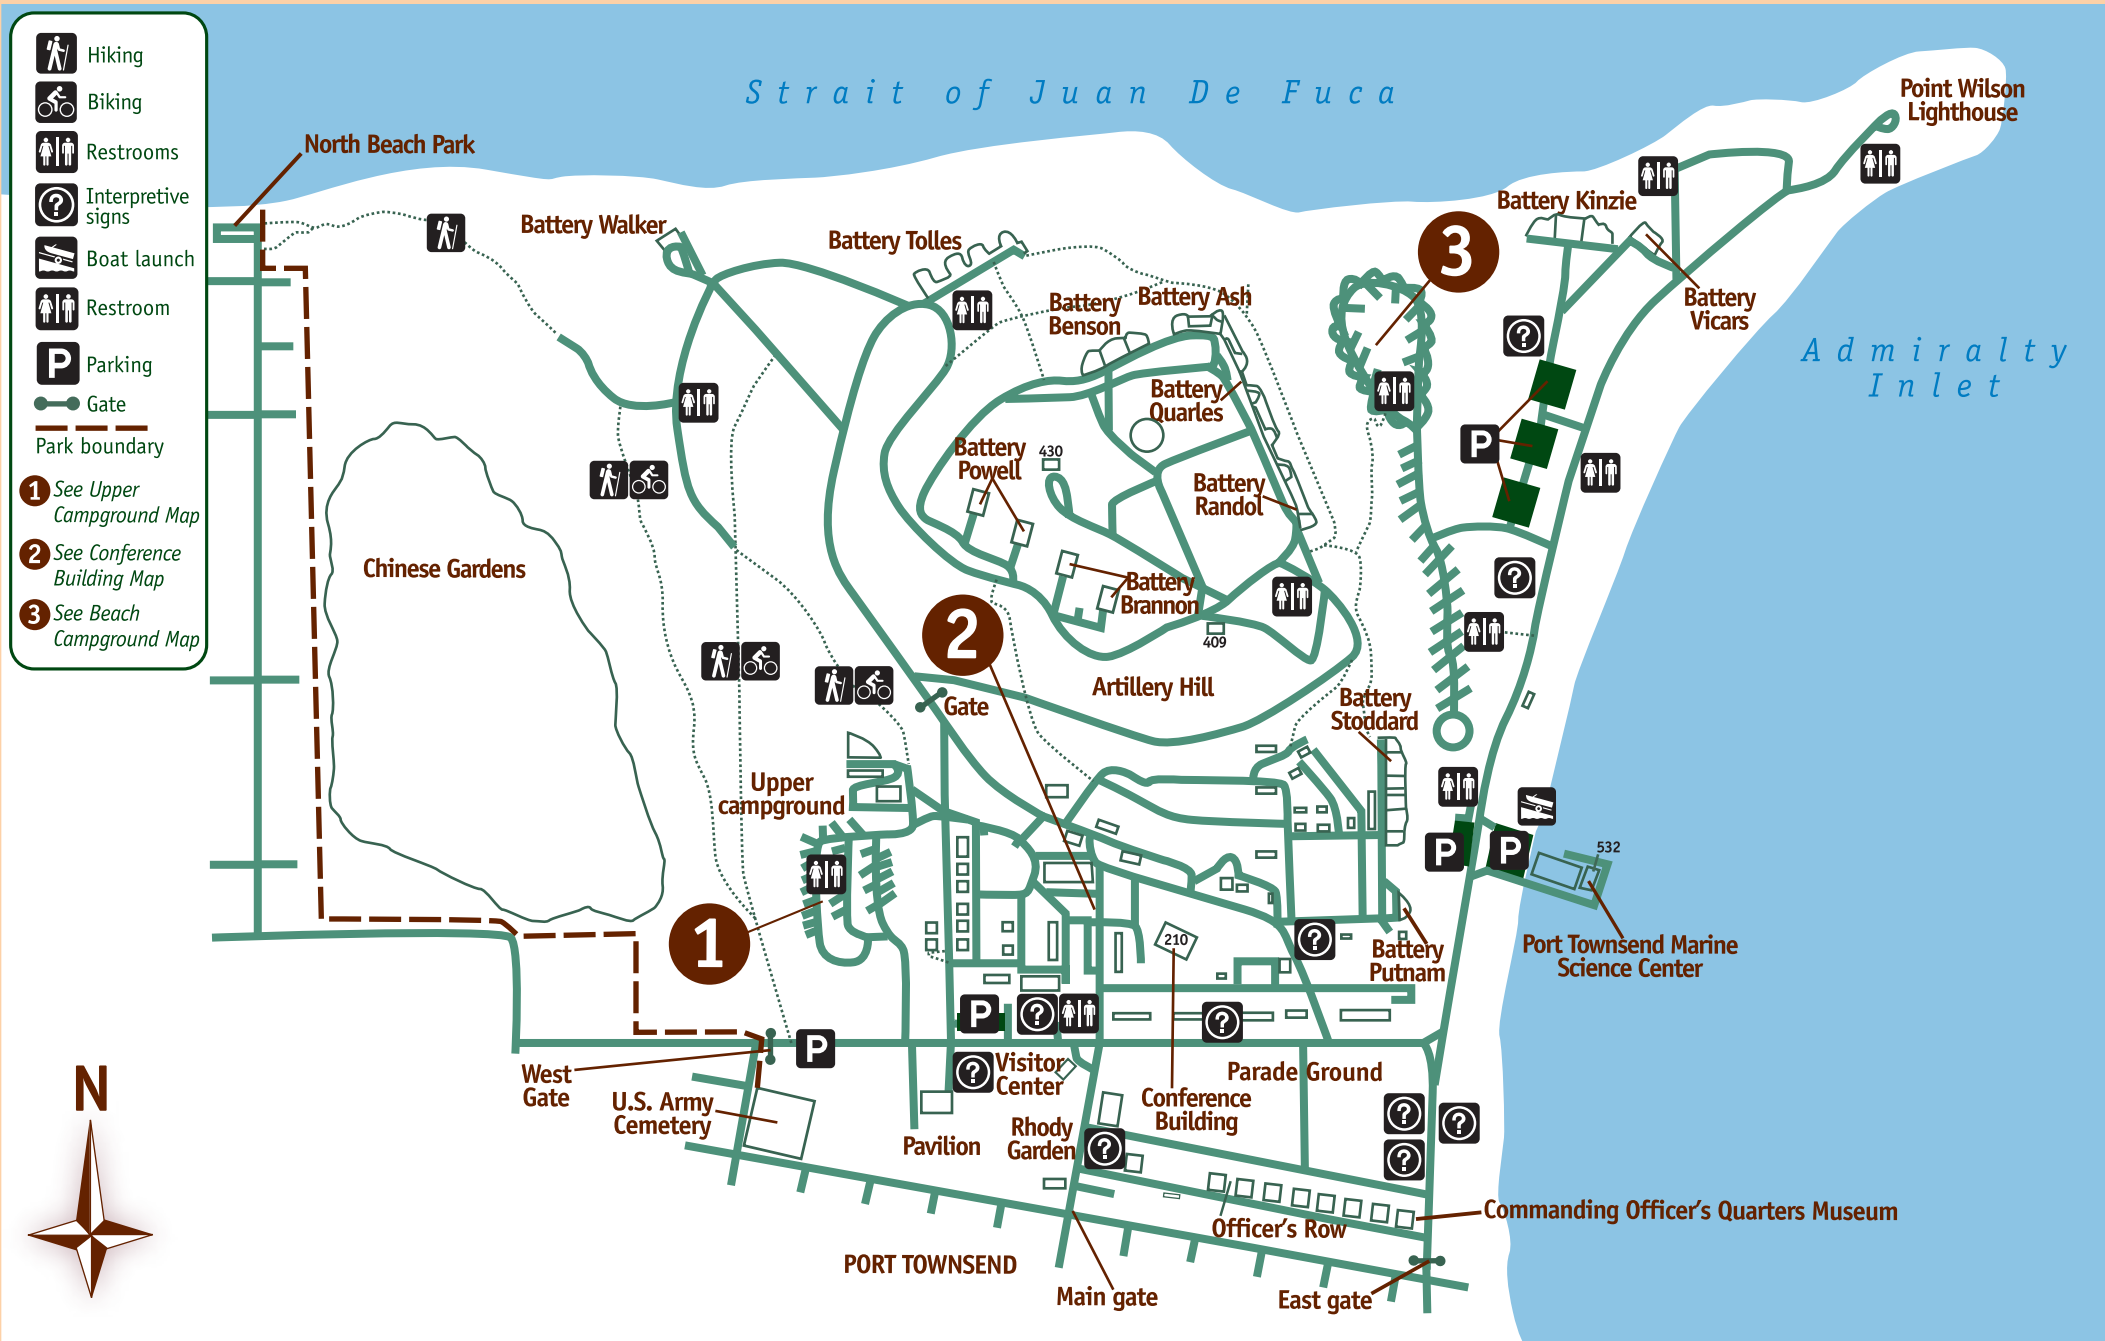 Hiking
Biking
Restrooms
Interpretive
signs
Boat launch
Restroom
P
Parking
Gate
Park boundary
1 See Upper
Campground Map
2 See Conference
Building Map
3 See Beach
Campground Map
Strait of Juan De Fuca
Point Wilson
Lighthouse
North Beach Park
Battery Walker
Battery Tolles
Battery Kinzie
3
Battery
Benson
Battery Ash
Battery
Vicars
?
Admiralty
Inlet
Battery
Quarles
Battery
Powell
430
P
Battery
Randol
Chinese Gardens
?
Battery
Brannon
2
409
Artillery Hill
Gate
Battery
Stoddard
Upper
campground
P
P
532
1
210
?
Battery
Putnam
Port Townsend Marine
Science Center
P
?
?
P
West
Gate
?
Visitor
Center
Parade Ground
U.S. Army
Cemetery
Conference
Building
?
?
?
Pavilion
Rhody
Garden
?
N
Officer's Row
Commanding Officer's Quarters Museum
PORT TOWNSEND
Main gate
East gate